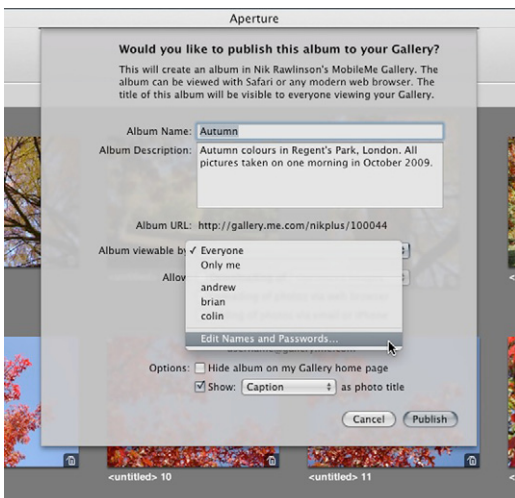 Aperture
Would you like to publish this album to your Gallery?
This will create an album in Nik Rawlinson's MobileMe Gallery. The
album can be viewed with Safari or any modern web browser. The
title of this album will be visible to everyone viewing your Gallery.
Album Name: Autumn
Album Description: Autumn colours in Regent's Park, London. All
pictures taken on one morning in October 2009.
Album URL: http://gallery.me.com/nikplus/100044
Album viewable by ✓ Everyone
Only me
Allow
andrew
brian
colin
Edit Names and Passwords...
Options: Hide album on my Gallery home page
Show: Caption as photo title
Cancel Publish
<untitled> 10 <untitled> 11